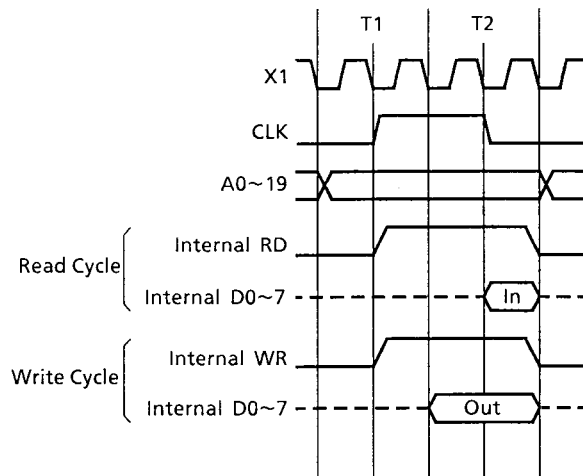 T1 T2
X1
CLK
A0~19
Read Cycle
Internal RD
Internal D0~7 In
Write Cycle
Internal WR
Internal D0~7 Out